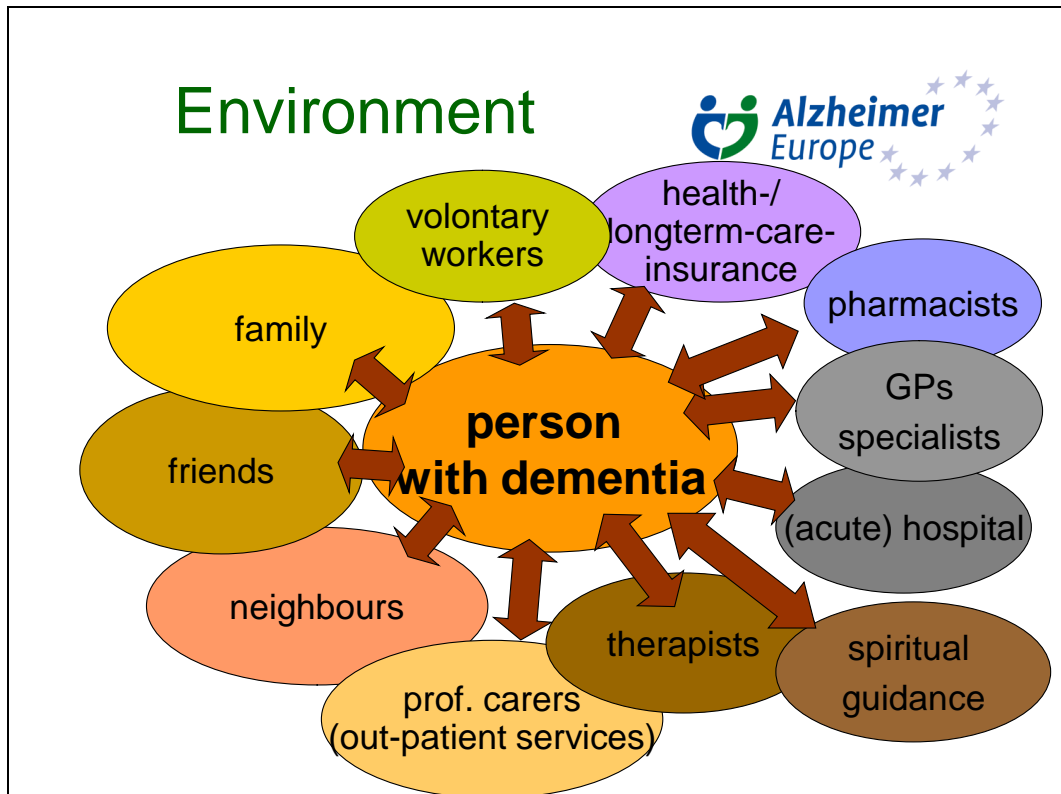 Environment
Alzheimer
Europe
volontary
workers
health-/
longterm-care-
insurance
pharmacists
family
GPs
specialists
person
with dementia
friends
(acute) hospital
neighbours
therapists
spiritual
guidance
prof. carers
(out-patient services)